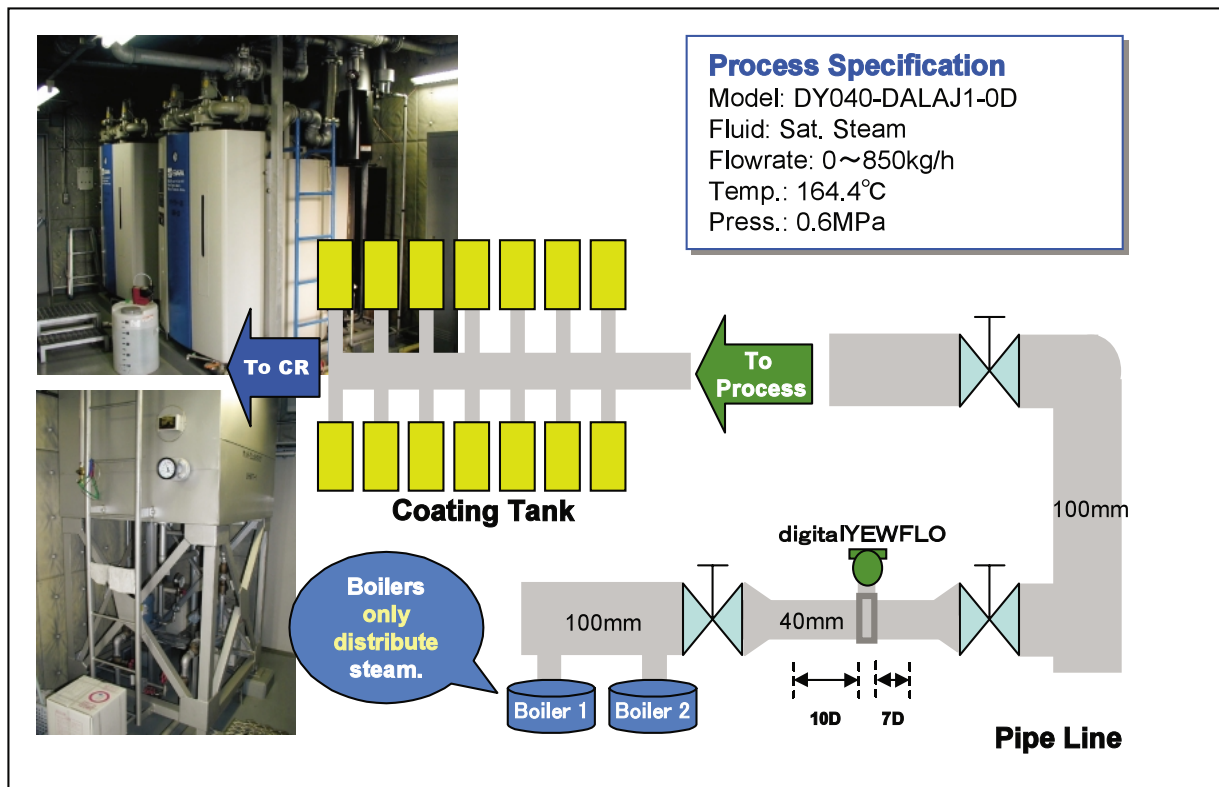 Process Specification
Model: DY040-DALAJ1-0D
Fluid: Sat. Steam
Flowrate: 0～850kg/h
Temp.: 164.4℃
Press.: 0.6MPa
To CR
To
Process
Coating Tank
100mm
digitalYEWFLO
Boilers
only
distribute
steam.
100mm
40mm
Boiler 1
Boiler 2
10D
7D
Pipe Line